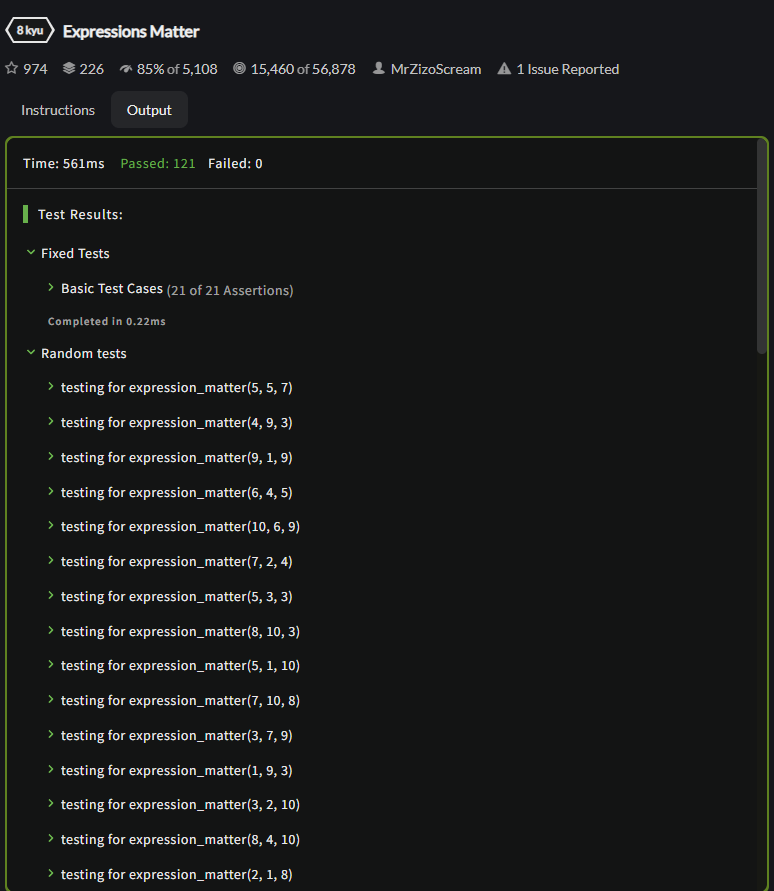 8 kyu Expressions Matter
974 226 85% of 5,108 15,460 of 56,878 MrZizoScream 1 Issue Reported
Instructions Output
Time: 561ms Passed: 121 Failed: 0
Test Results:
Fixed Tests
Basic Test Cases (21 of 21 Assertions)
Completed in 0.22ms
Random tests
testing for expression_matter(5, 5, 7)
testing for expression_matter(4, 9, 3)
testing for expression_matter(9, 1, 9)
testing for expression_matter(6, 4, 5)
testing for expression_matter(10, 6, 9)
testing for expression_matter(7, 2, 4)
testing for expression_matter(5, 3, 3)
testing for expression_matter(8, 10, 3)
testing for expression_matter(5, 1, 10)
testing for expression_matter(7, 10, 8)
testing for expression_matter(3, 7, 9)
testing for expression_matter(1, 9, 3)
testing for expression_matter(3, 2, 10)
testing for expression_matter(8, 4, 10)
testing for expression_matter(2, 1, 8)